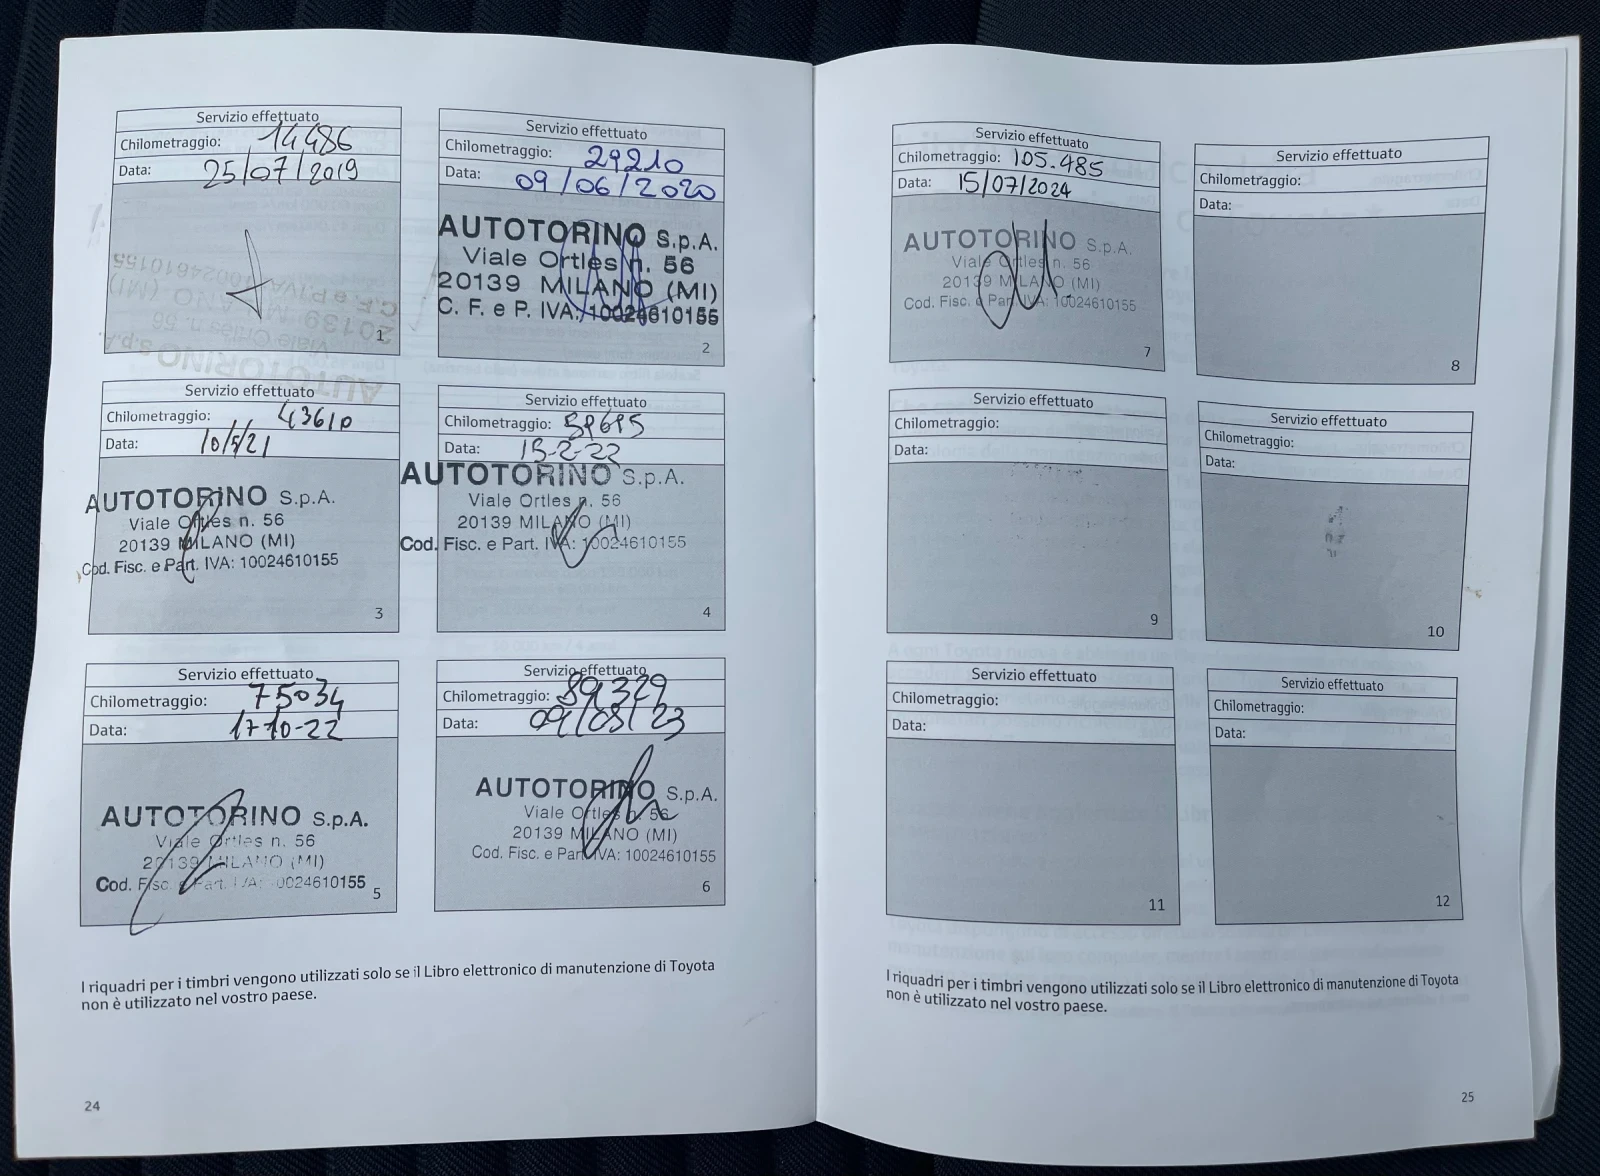 Servizio effettuato
Chilometraggio: 14486
Data: 25/07/2019
1
Servizio effettuato
Chilometraggio: 29210
Data: 09/06/2020
AUTOTORINO S.p.A.
Viale Ortles n. 56
20139 MILANO (MI)
C. F. e P. IVA: 10024610155
2
Servizio effettuato
Chilometraggio: 43610
Data: 10/5/21
AUTOTORINO S.p.A.
Viale Ortles n. 56
20139 MILANO (MI)
Cod. Fisc. e Part. IVA: 10024610155
3
Servizio effettuato
Chilometraggio:
Data: 15-2-22
AUTOTORINO S.p.A.
Viale Ortles n. 56
20139 MILANO (MI)
Cod. Fisc. e Part. IVA: 10024610155
4
Servizio effettuato
Chilometraggio: 75034
Data: 17-10-22
AUTOTORINO S.p.A.
Viale Ortles n. 56
20139 MILANO (MI)
Cod. Fisc. e Part. IVA: 10024610155
5
Servizio effettuato
Chilometraggio: 89329
Data:
AUTOTORINO S.p.A.
Viale Ortles n. 56
20139 MILANO (MI)
Cod. Fisc. e Part. IVA: 10024610155
6
I riquadri per i timbri vengono utilizzati solo se il Libro elettronico di manutenzione di Toyota
non è utilizzato nel vostro paese.
24
Servizio effettuato
Chilometraggio: 105.485
Data: 15/07/2024
AUTOTORINO S.p.A.
Viale Ortles n. 56
20139 MILANO (MI)
Cod. Fisc. e Part. IVA: 10024610155
7
Servizio effettuato
Chilometraggio:
Data:
8
Servizio effettuato
Chilometraggio:
Data:
9
Servizio effettuato
Chilometraggio:
Data:
10
Servizio effettuato
Chilometraggio:
Data:
11
Servizio effettuato
Chilometraggio:
Data:
12
I riquadri per i timbri vengono utilizzati solo se il Libro elettronico di manutenzione di Toyota
non è utilizzato nel vostro paese.
25